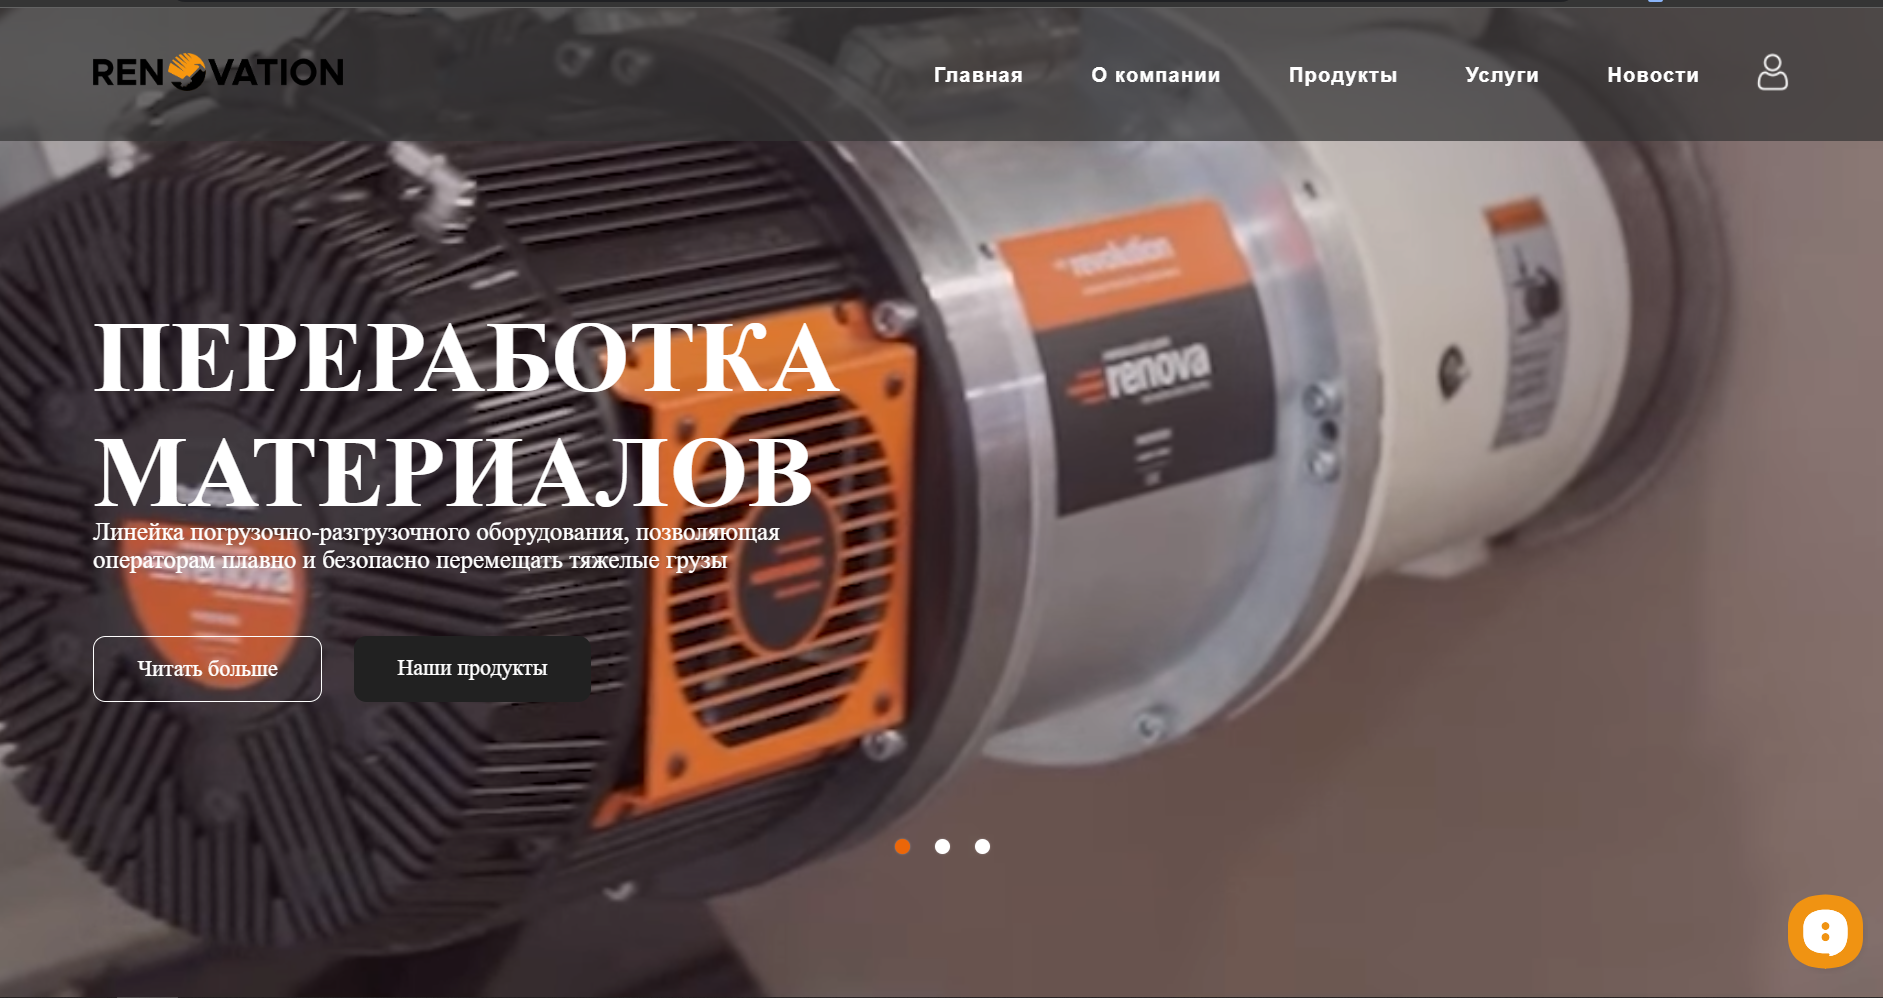 RENOVATION
Главная
О компании
Продукты
Услуги
Новости
revolution
renova
ПЕРЕРАБОТКА
МАТЕРИАЛОВ
Линейка погрузочно-разгрузочного оборудования, позволяющая
операторам плавно и безопасно перемещать тяжелые грузы
renova
Читать больше
Наши продукты